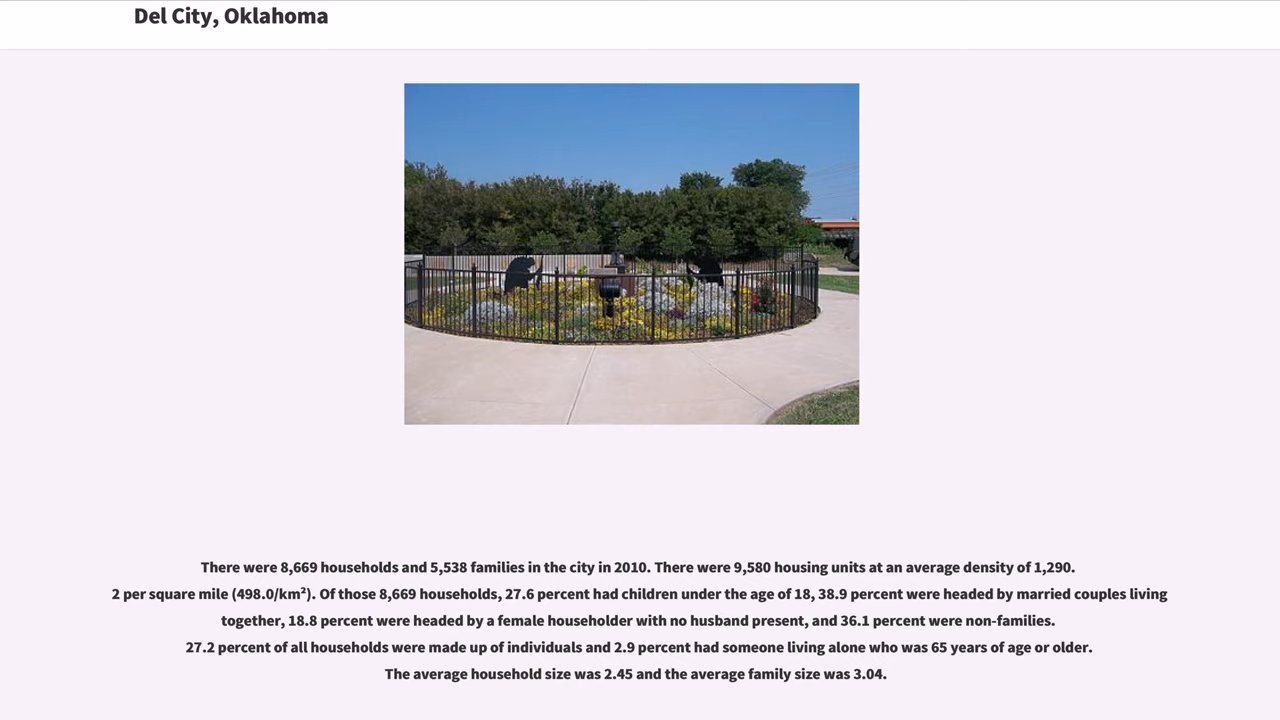 Del City, Oklahoma
There were 8,669 households and 5,538 families in the city in 2010. There were 9,580 housing units at an average density of 1,290.
2 per square mile (498.0/km²). Of those 8,669 households, 27.6 percent had children under the age of 18, 38.9 percent were headed by married couples living
together, 18.8 percent were headed by a female householder with no husband present, and 36.1 percent were non-families.
27.2 percent of all households were made up of individuals and 2.9 percent had someone living alone who was 65 years of age or older.
The average household size was 2.45 and the average family size was 3.04.